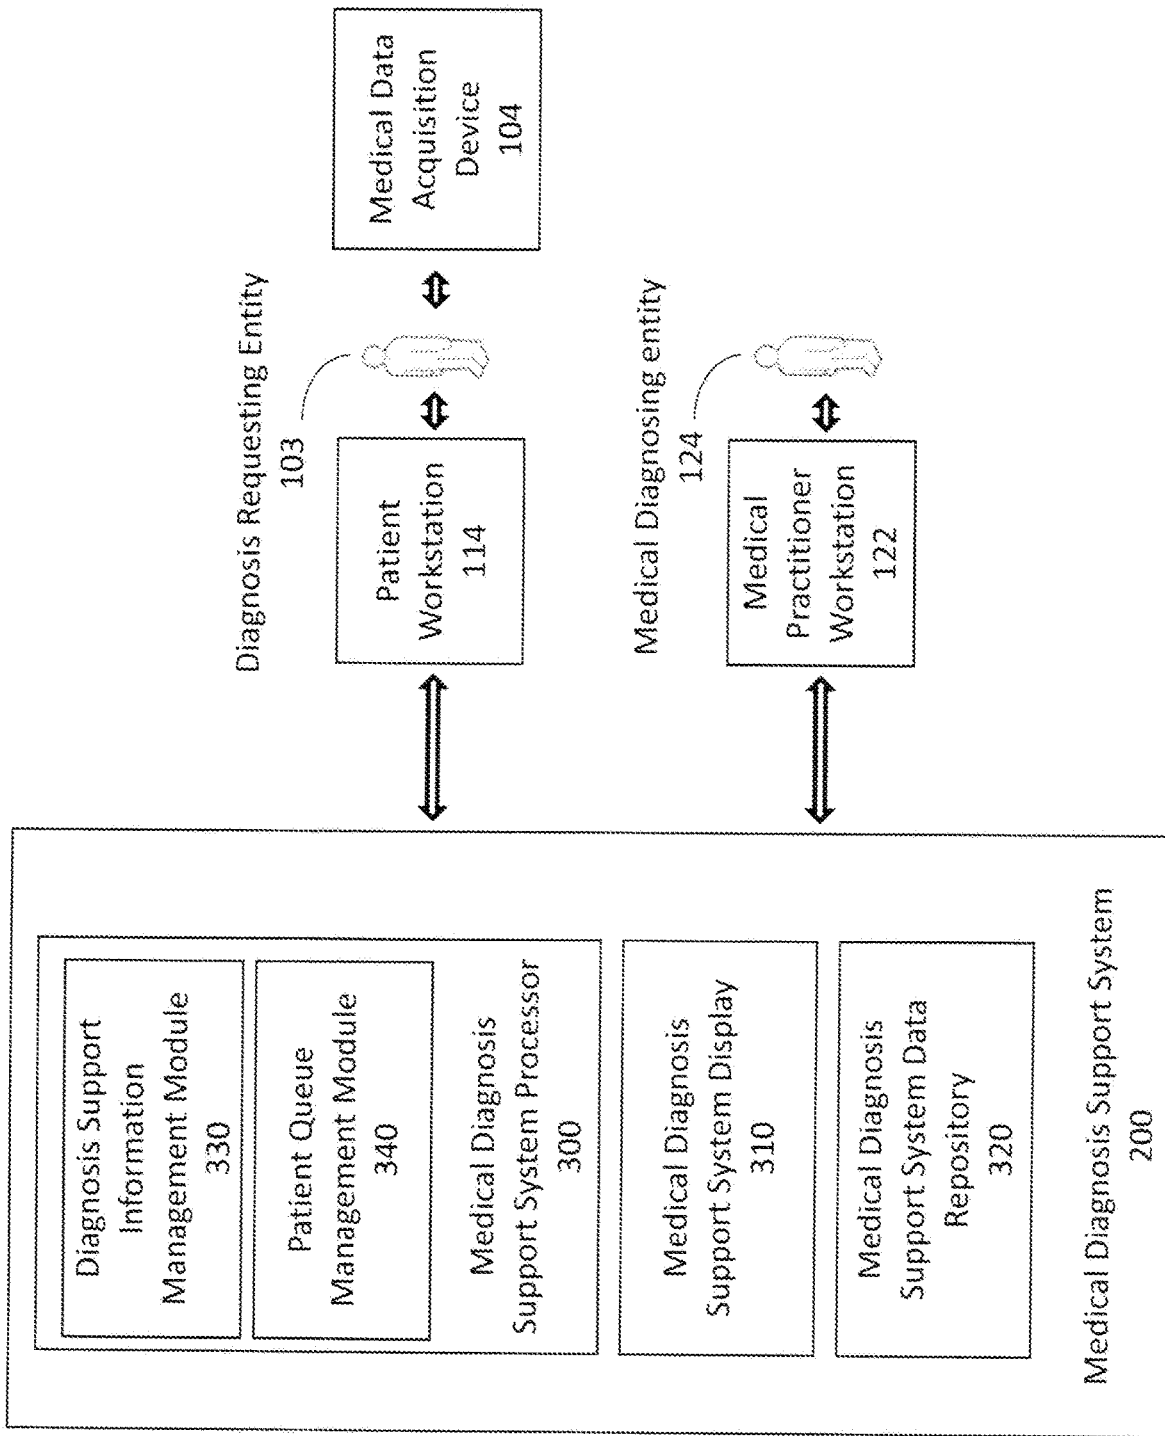 Diagnosis Support
Information
Management Module
330
Patient Queue
Management Module
340
Medical Diagnosis
Support System Processor
300
Medical Diagnosis
Support System Display
310
Medical Diagnosis
Support System Data
Repository
320
Medical Diagnosis Support System
200
Diagnosis Requesting Entity
103
Patient
Workstation
114
Medical Data
Acquisition
Device
104
Medical Diagnosing entity
124
Medical
Practitioner
Workstation
122